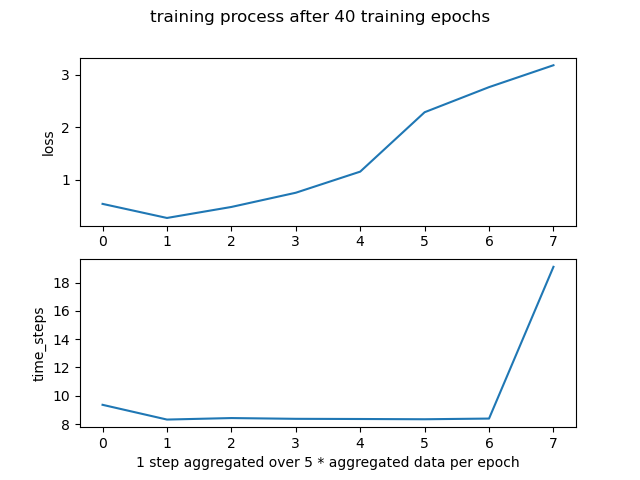 training process after 40 training epochs
3
2
1
loss
0 1 2 3 4 5 6 7
18
16
14
12
10
8
time_steps
0 1 2 3 4 5 6 7
1 step aggregated over 5 * aggregated data per epoch